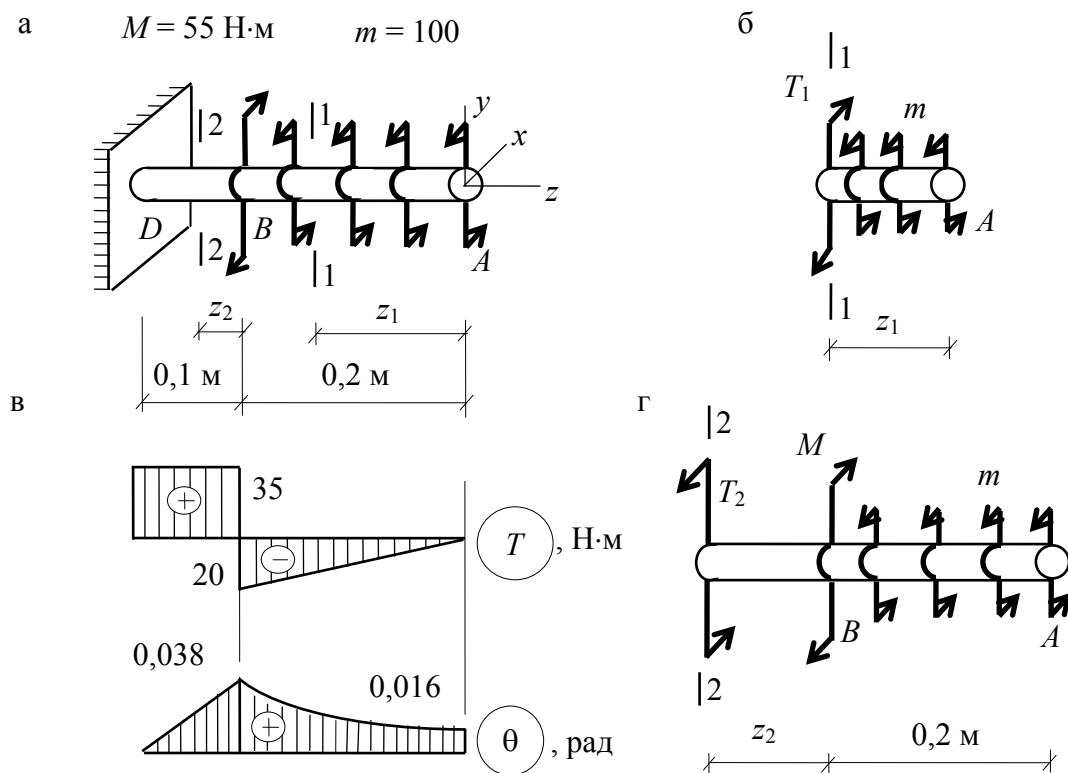 а
M = 55 Н·м
m = 100
|2
|1
y
x
z
D
B
A
|2
|1
z₂
z₁
0,1 м
0,2 м
б
|1
T₁
m
A
|1
z₁
в
35
+
−
20
T , Н·м
0,038
0,016
+
θ , рад
г
|2
M
T₂
m
B
A
|2
z₂
0,2 м